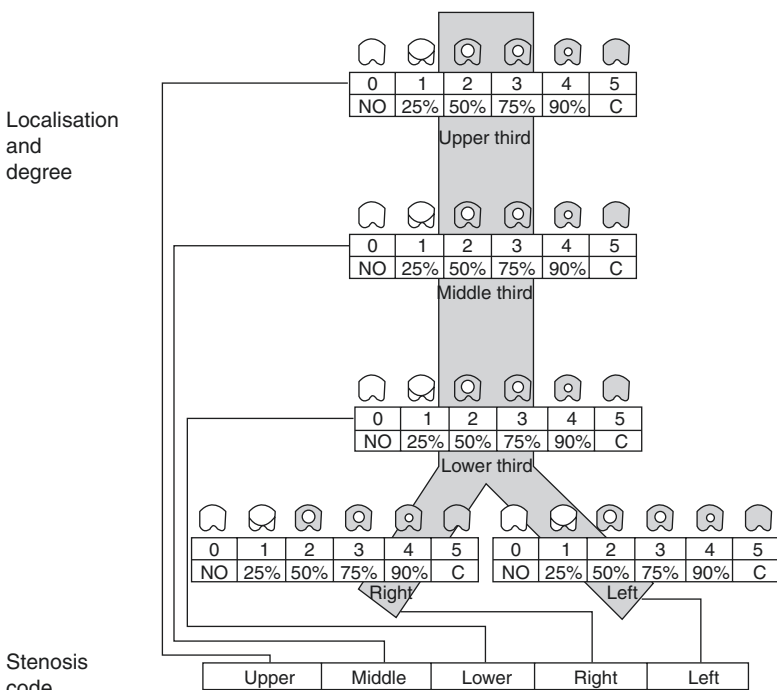 0 1 2 3 4 5
NO 25% 50% 75% 90% C
Localisation
and
degree
Upper third
0 1 2 3 4 5
NO 25% 50% 75% 90% C
Middle third
0 1 2 3 4 5
NO 25% 50% 75% 90% C
Lower third
0 1 2 3 4 5 0 1 2 3 4 5
NO 25% 50% 75% 90% C NO 25% 50% 75% 90% C
Right Left
Stenosis
code
Upper Middle Lower Right Left